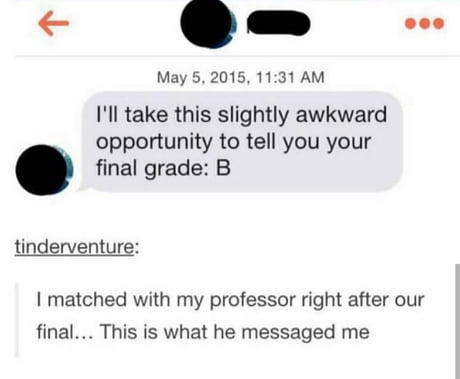 May 5, 2015, 11:31 AM
I'll take this slightly awkward
opportunity to tell you your
final grade: B
tinderventure:
I matched with my professor right after our
final... This is what he messaged me